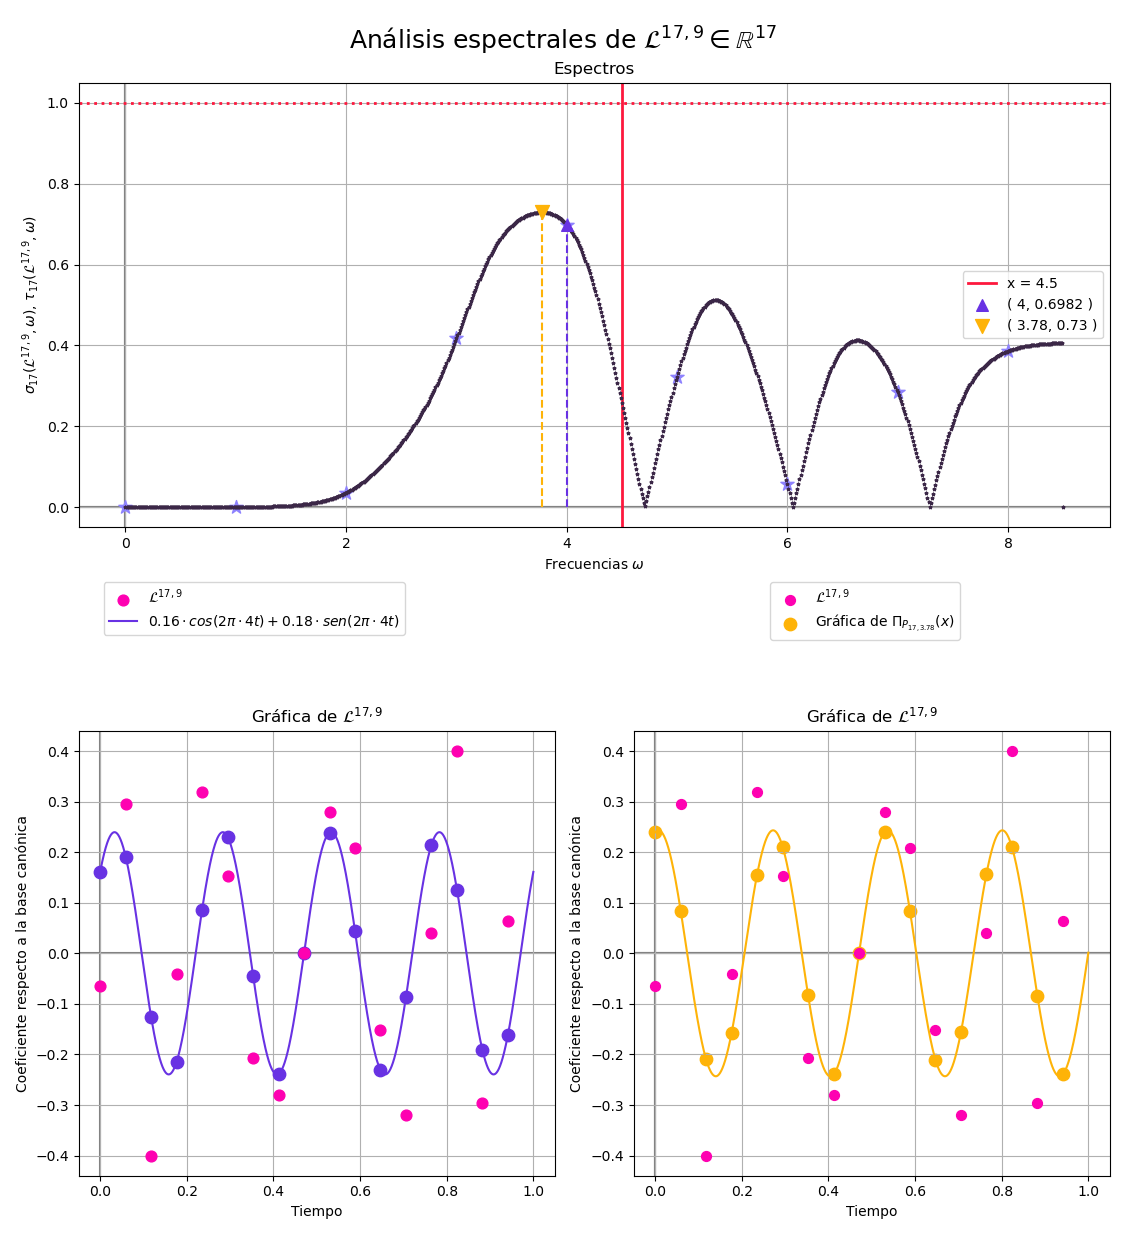 Análisis espectrales de 𝓛^{17, 9} ∈ ℝ^{17}
Espectros
σ_{17}(𝓛^{17, 9}, ω), τ_{17}(𝓛^{17, 9}, ω)
1.0
0.8
0.6
0.4
0.2
0.0
x = 4.5
( 4, 0.6982 )
( 3.78, 0.73 )
0 2 4 6 8
Frecuencias ω
𝓛^{17, 9}
0.16 · cos(2π · 4t) + 0.18 · sen(2π · 4t)
𝓛^{17, 9}
Gráfica de Π_{P_{17, 3.78}}(x)
Gráfica de 𝓛^{17, 9}
Coeficiente respecto a la base canónica
0.4
0.3
0.2
0.1
0.0
−0.1
−0.2
−0.3
−0.4
0.0 0.2 0.4 0.6 0.8 1.0
Tiempo
Gráfica de 𝓛^{17, 9}
Coeficiente respecto a la base canónica
0.4
0.3
0.2
0.1
0.0
−0.1
−0.2
−0.3
−0.4
0.0 0.2 0.4 0.6 0.8 1.0
Tiempo